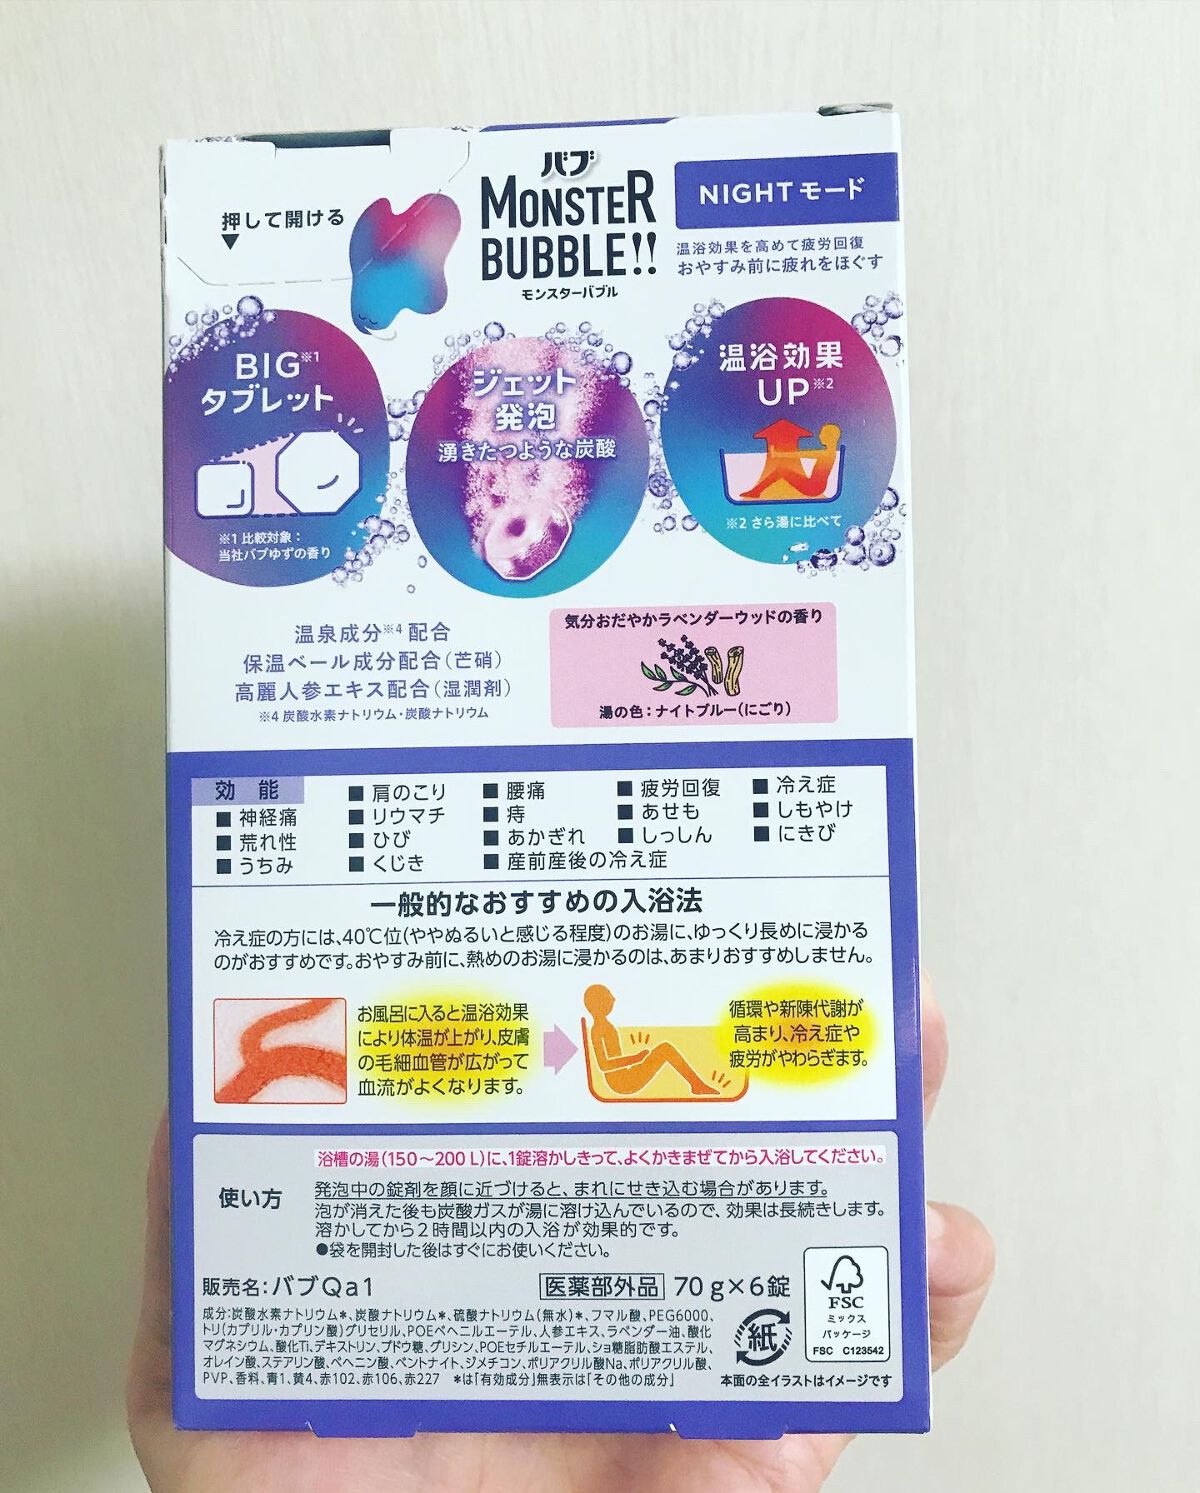 押して開ける
バブ
MONSTER
BUBBLE!!
モンスターバブル
NIGHTモード
温浴効果を高めて疲労回復
おやすみ前に疲れをほぐす
BIG※1
タブレット
※1 比較対象：
当社バブゆずの香り
ジェット
発泡
湧きたつような炭酸
温浴効果
UP※2
※2 さら湯に比べて
温泉成分※4 配合
保温ベール成分配合（芒硝）
高麗人参エキス配合（湿潤剤）
※4 炭酸水素ナトリウム・炭酸ナトリウム
気分おだやかラベンダーウッドの香り
湯の色：ナイトブルー（にごり）
効 能 ■肩のこり ■腰痛 ■疲労回復 ■冷え症
■神経痛 ■リウマチ ■痔 ■あせも ■しもやけ
■荒れ性 ■ひび ■あかぎれ ■しっしん ■にきび
■うちみ ■くじき ■産前産後の冷え症
一般的なおすすめの入浴法
冷え症の方には、40℃位(ややぬるいと感じる程度)のお湯に、ゆっくり長めに浸かる
のがおすすめです。おやすみ前に、熱めのお湯に浸かるのは、あまりおすすめしません。
お風呂に入ると温浴効果
により体温が上がり、皮膚
の毛細血管が広がって
血流がよくなります。
循環や新陳代謝が
高まり、冷え症や
疲労がやわらぎます。
使い方
浴槽の湯(150～200 L)に、1錠溶かしきって、よくかきまぜてから入浴してください。
発泡中の錠剤を顔に近づけると、まれにせき込む場合があります。
泡が消えた後も炭酸ガスが湯に溶け込んでいるので、効果は長続きします。
溶かしてから2時間以内の入浴が効果的です。
●袋を開封した後はすぐにお使いください。
販売名：バブQa1
医薬部外品 70 g×6錠
成分:炭酸水素ナトリウム＊、炭酸ナトリウム＊、硫酸ナトリウム(無水)＊、フマル酸、PEG6000、
トリ(カプリル・カプリン酸)グリセリル、POEベヘニルエーテル、人参エキス、ラベンダー油、酸化
マグネシウム、酸化Ti、デキストリン、ブドウ糖、グリシン、POEセチルエーテル、ショ糖脂肪酸エステル、
オレイン酸、ステアリン酸、ベヘニン酸、ベントナイト、ジメチコン、ポリアクリル酸Na、ポリアクリル酸、
PVP、香料、青1、黄4、赤102、赤106、赤227 ＊は「有効成分」無表示は「その他の成分」
紙
FSC
ミックス
パッケージ
FSC C123542
本面の全イラストはイメージです